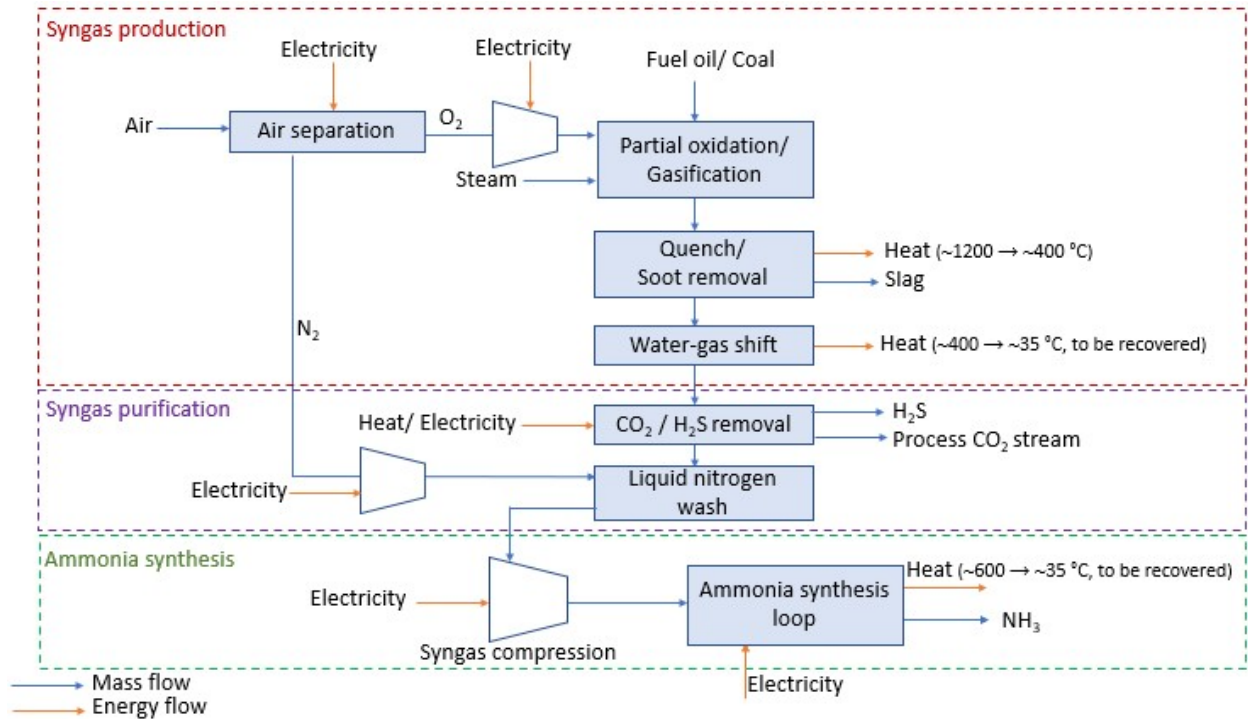 Syngas production
Electricity
Electricity
Fuel oil/ Coal
Air
Air separation
O₂
Partial oxidation/
Gasification
Steam
Quench/
Soot removal
Heat (~1200 → ~400 °C)
Slag
N₂
Water-gas shift
Heat (~400 → ~35 °C, to be recovered)
Syngas purification
Heat/ Electricity
CO₂ / H₂S removal
H₂S
Process CO₂ stream
Electricity
Liquid nitrogen
wash
Ammonia synthesis
Electricity
Syngas compression
Ammonia synthesis
loop
Heat (~600 → ~35 °C, to be recovered)
NH₃
Electricity
Mass flow
Energy flow